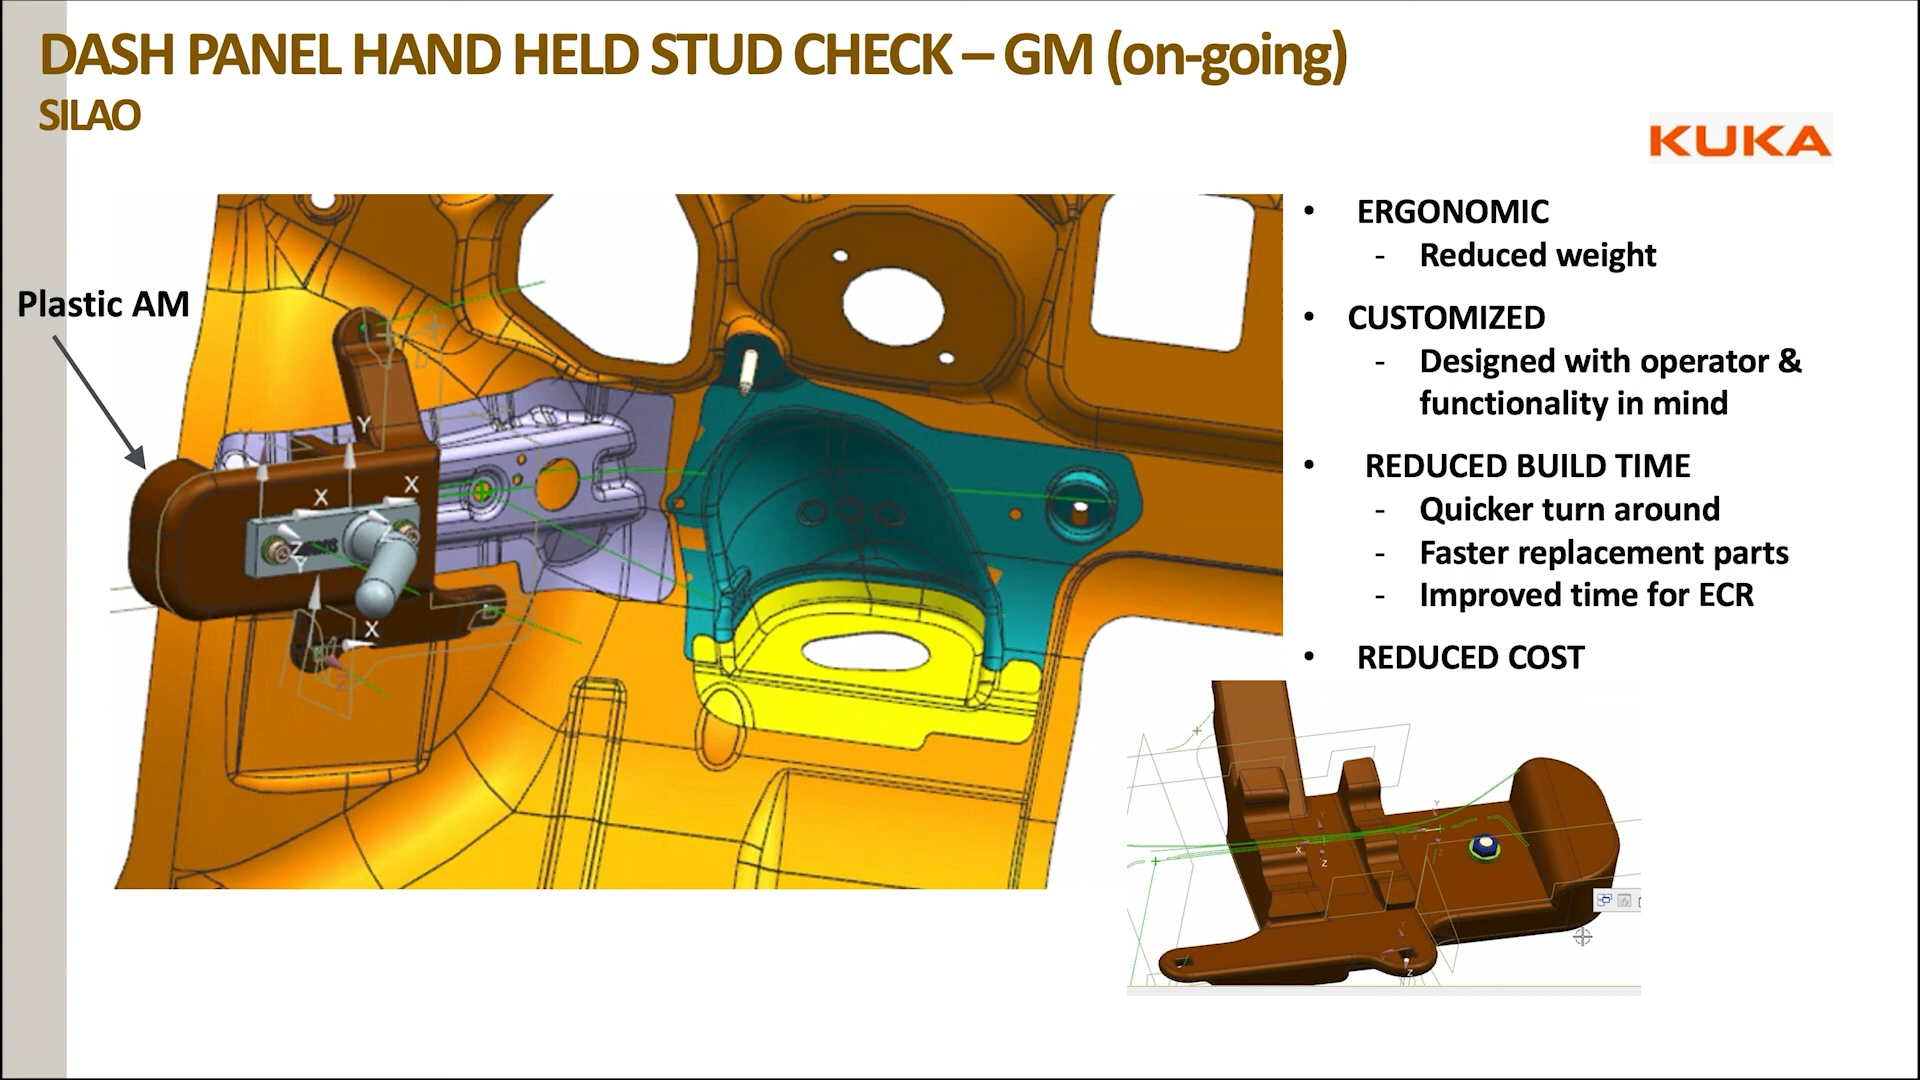 DASH PANEL HAND HELD STUD CHECK – GM (on-going)
SILAO
KUKA
Plastic AM
• ERGONOMIC
- Reduced weight
• CUSTOMIZED
- Designed with operator &
functionality in mind
• REDUCED BUILD TIME
- Quicker turn around
- Faster replacement parts
- Improved time for ECR
• REDUCED COST
Y
X
X
Z
Z
Y
X
Z
Y
Y
X
Z
Z
Y
Z